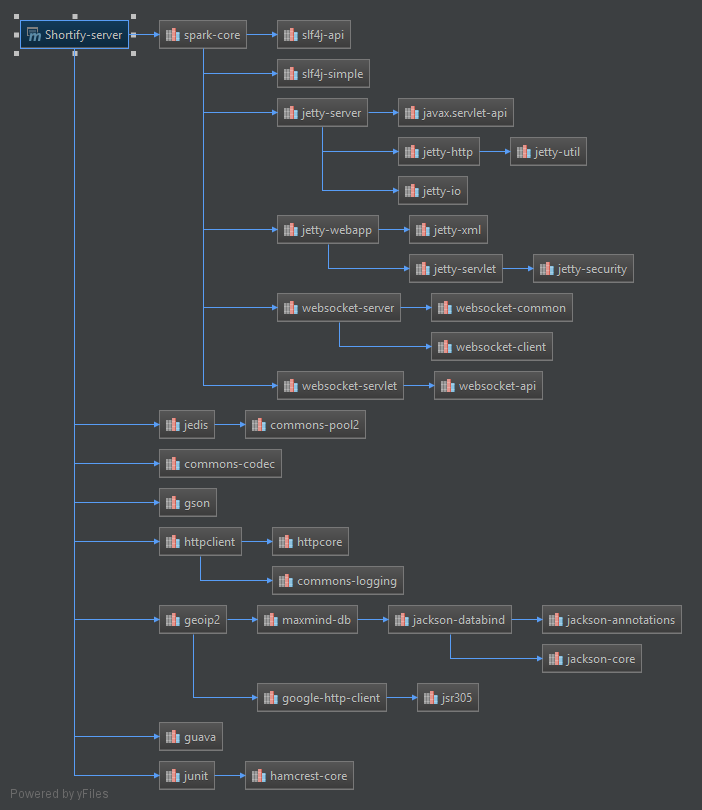 Shortify-server
spark-core
slf4j-api
slf4j-simple
jetty-server
javax.servlet-api
jetty-http
jetty-util
jetty-io
jetty-webapp
jetty-xml
jetty-servlet
jetty-security
websocket-server
websocket-common
websocket-client
websocket-servlet
websocket-api
jedis
commons-pool2
commons-codec
gson
httpclient
httpcore
commons-logging
geoip2
maxmind-db
jackson-databind
jackson-annotations
jackson-core
google-http-client
jsr305
guava
junit
hamcrest-core
Powered by yFiles